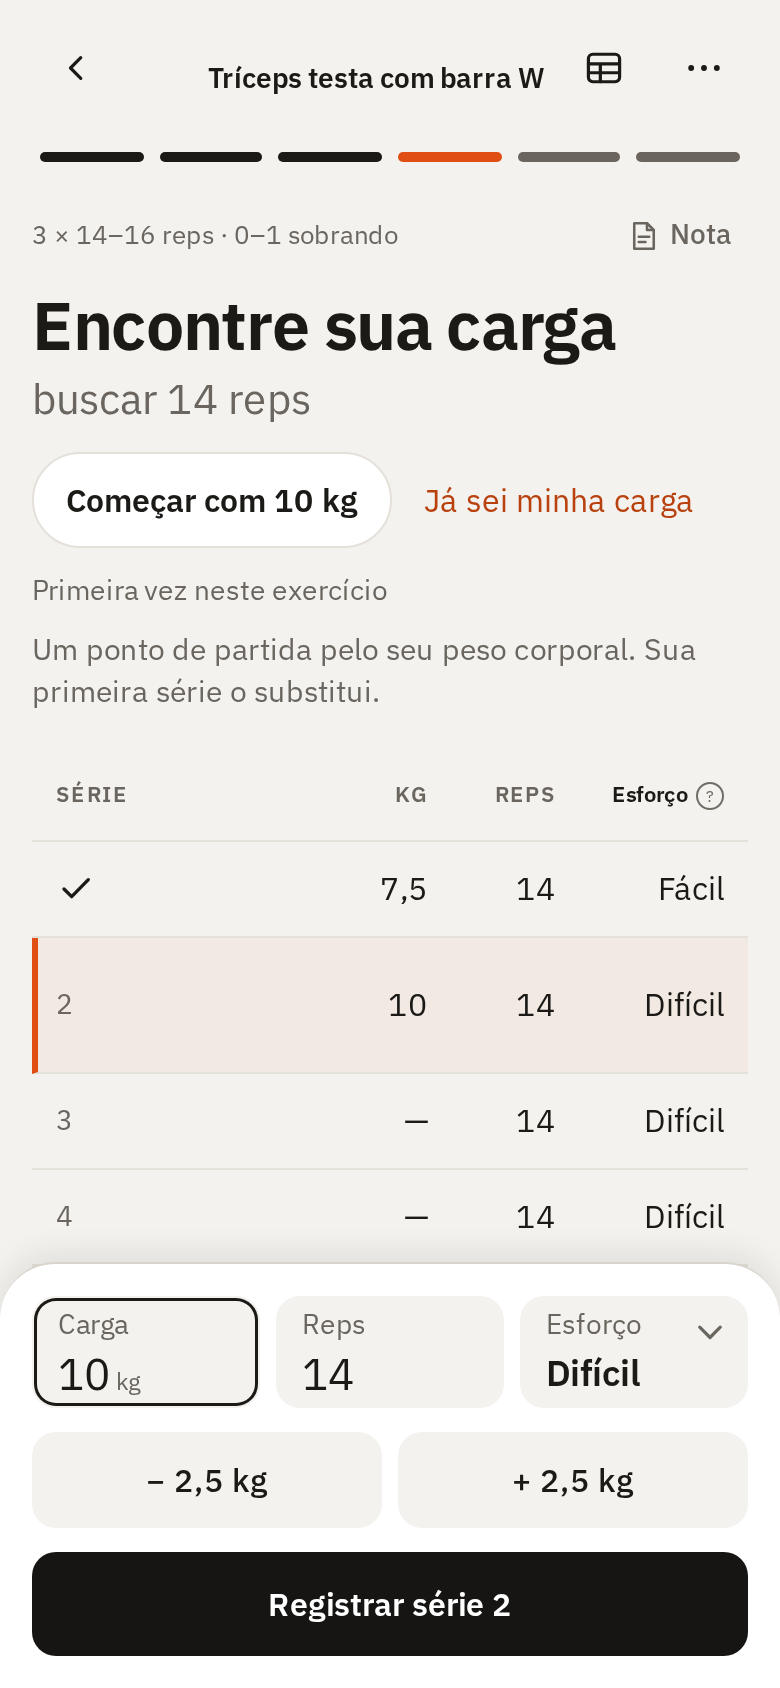 Tríceps testa com barra W
3 × 14–16 reps · 0–1 sobrando
Nota
Encontre sua carga
buscar 14 reps
Começar com 10 kg
Já sei minha carga
Primeira vez neste exercício
Um ponto de partida pelo seu peso corporal. Sua
primeira série o substitui.
SÉRIE KG REPS Esforço ?
7,5 14 Fácil
2 10 14 Difícil
3 — 14 Difícil
4 — 14 Difícil
Carga Reps Esforço
10 kg 14 Difícil
– 2,5 kg + 2,5 kg
Registrar série 2